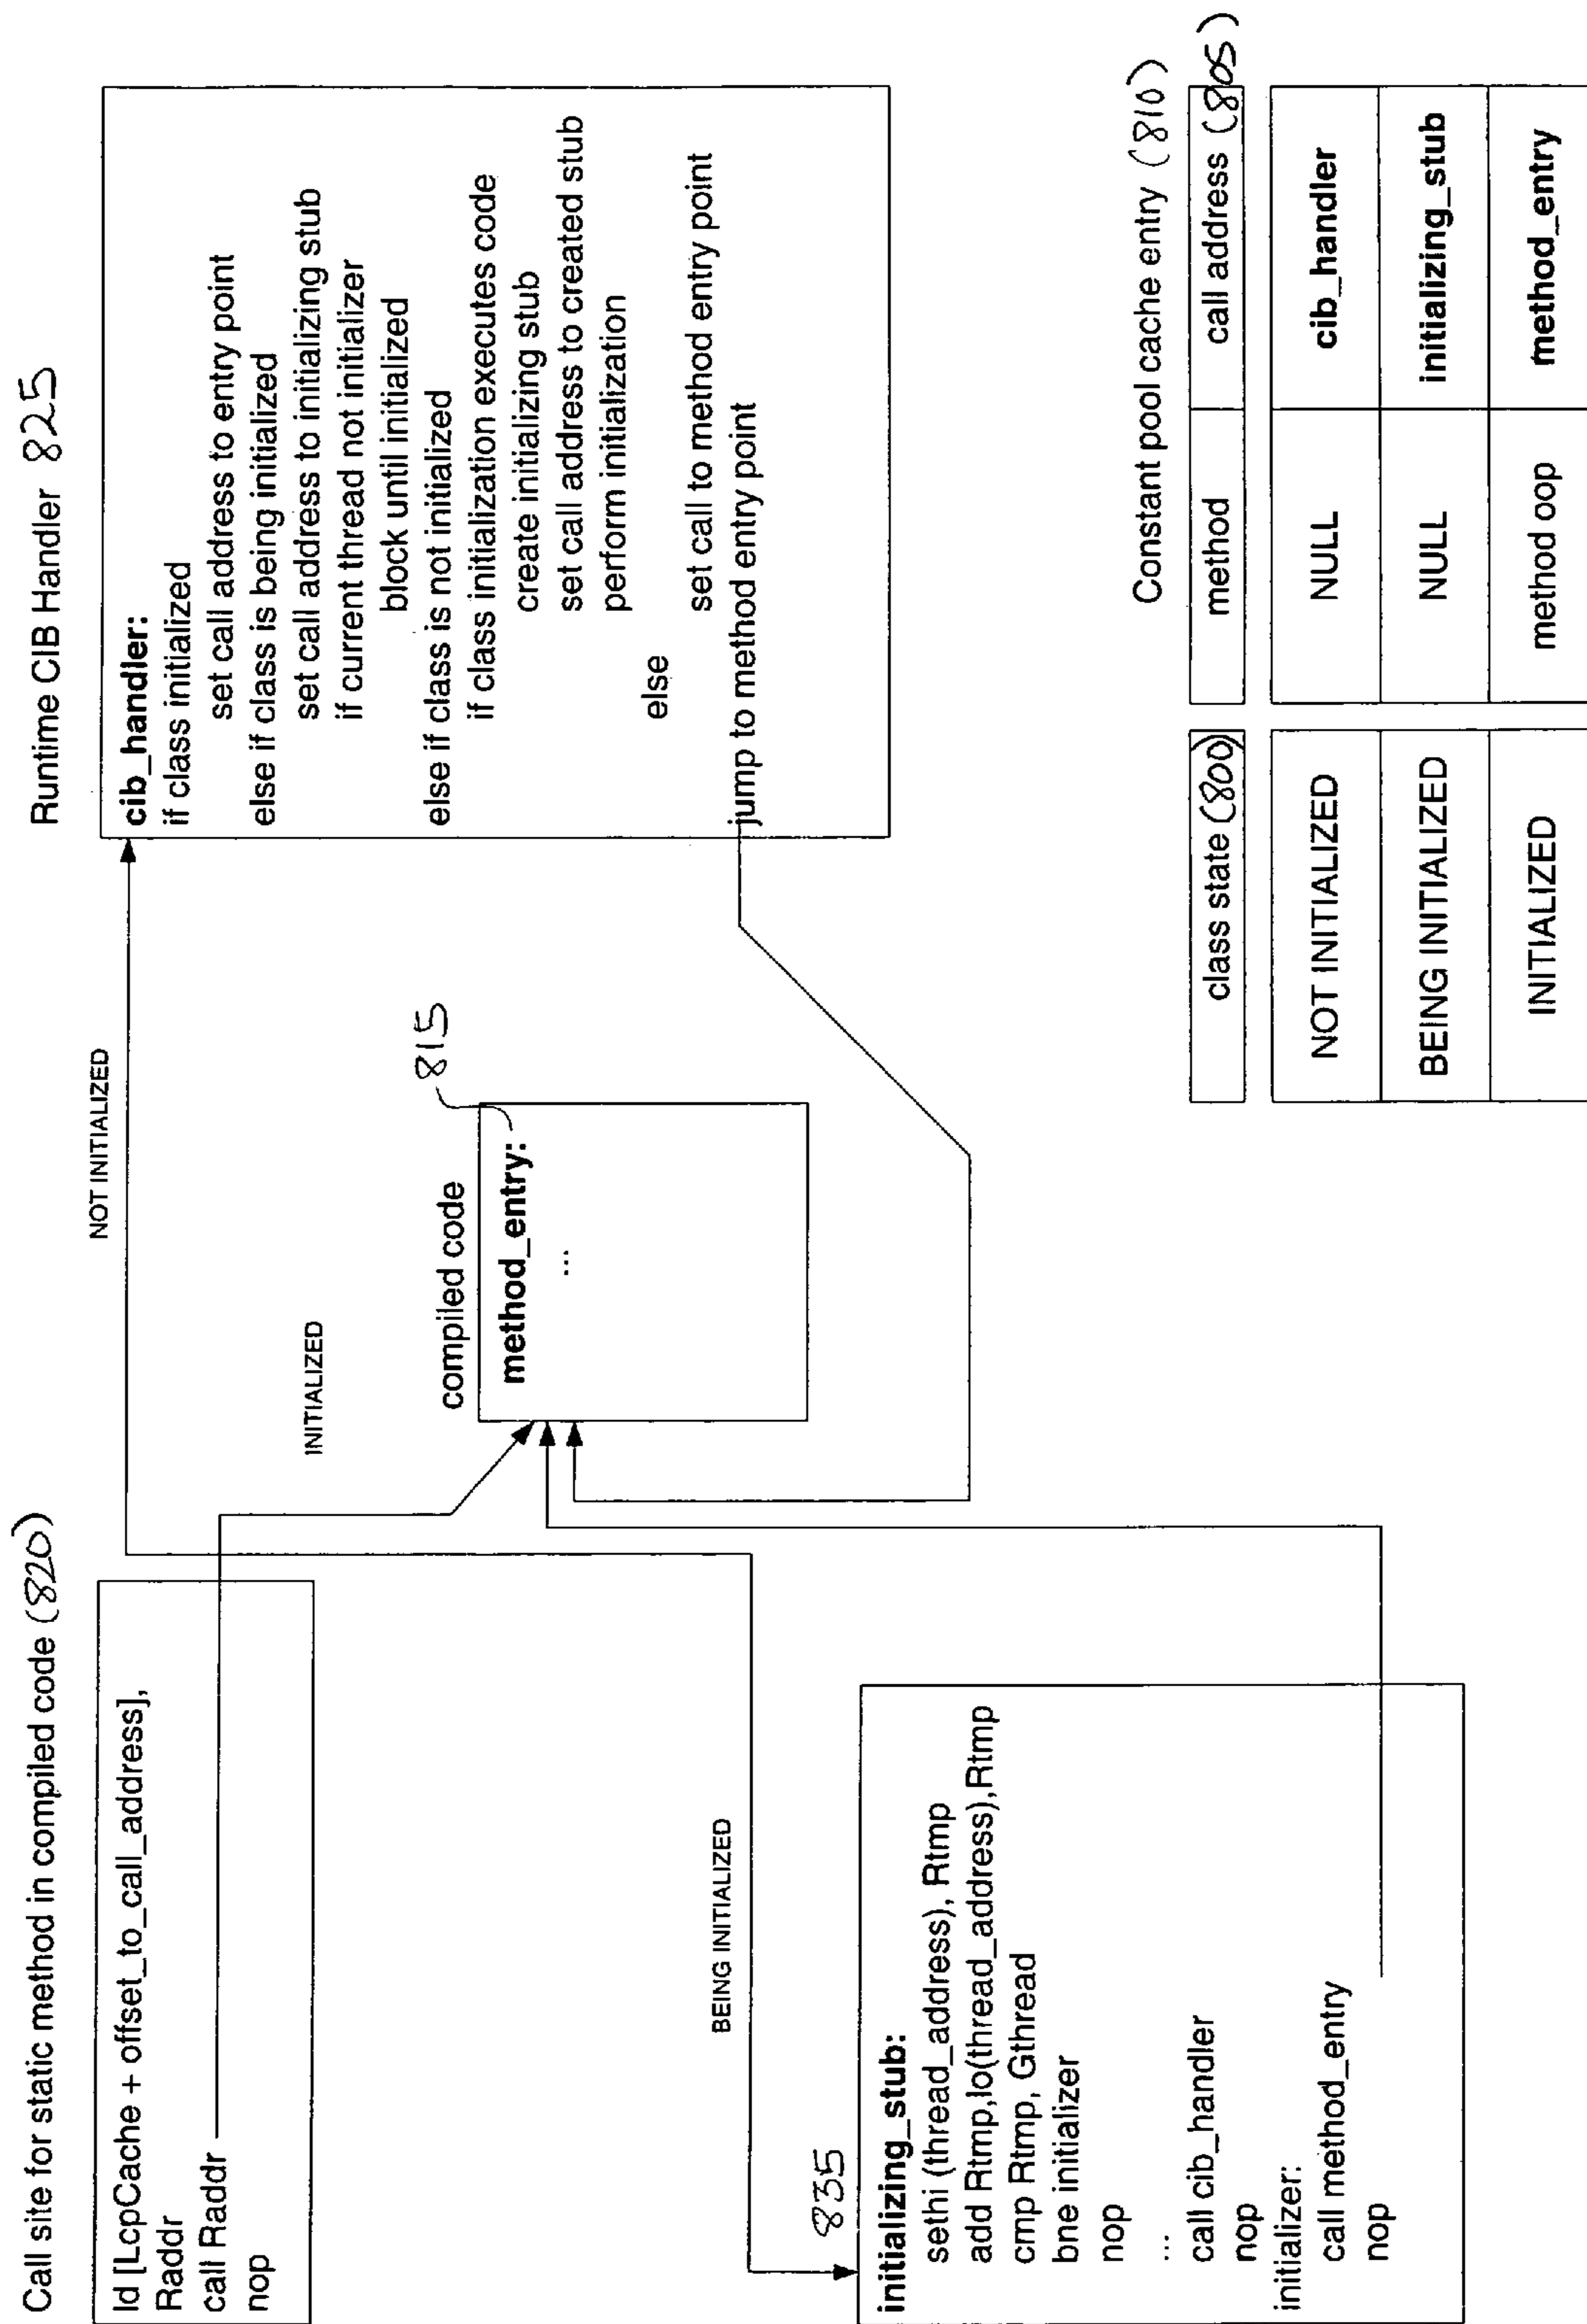 Call site for static method in compiled code (820)
ld [LcpCache + offset_to_call_address],
Raddr
call Raddr
nop
NOT INITIALIZED
INITIALIZED
BEING INITIALIZED
835
initializing_stub:
sethi (thread_address), Rtmp
add Rtmp,lo(thread_address),Rtmp
cmp Rtmp, Gthread
bne initializer
nop
...
call cib_handler
nop
initializer:
call method_entry
nop
compiled code
method_entry:
...
815
Runtime CIB Handler 825
cib_handler:
if class initialized
set call address to entry point
else if class is being initialized
set call address to initializing stub
if current thread not initializer
block until initialized
else if class is not initialized
if class initialization executes code
create initializing stub
set call address to created stub
perform initialization
else
set call to method entry point
jump to method entry point
Constant pool cache entry (810)
class state (800) method call address (805)
NOT INITIALIZED NULL cib_handler
BEING INITIALIZED NULL initializing_stub
INITIALIZED method oop method_entry